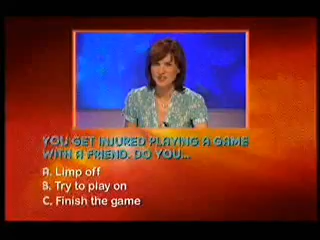 YOU GET INJURED PLAYING A GAME
WITH A FRIEND. DO YOU...
A. Limp off
B. Try to play on
C. Finish the game